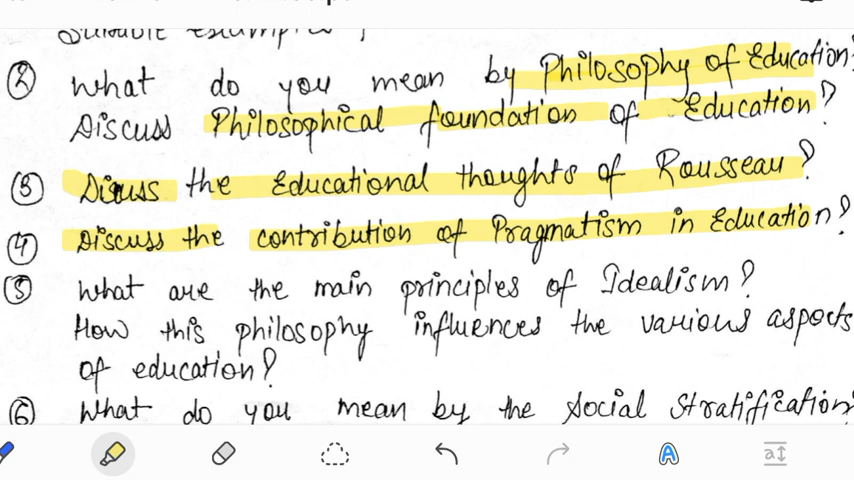 suitable examples,
② What do you mean by Philosophy of Education?
Discuss Philosophical foundation of Education?
③ Discuss the Educational thoughts of Rousseau?
④ Discuss the contribution of Pragmatism in Education?
⑤ What are the main principles of Idealism?
How this philosophy influences the various aspects
of education?
⑥ What do you mean by the Social Stratification?
A
a